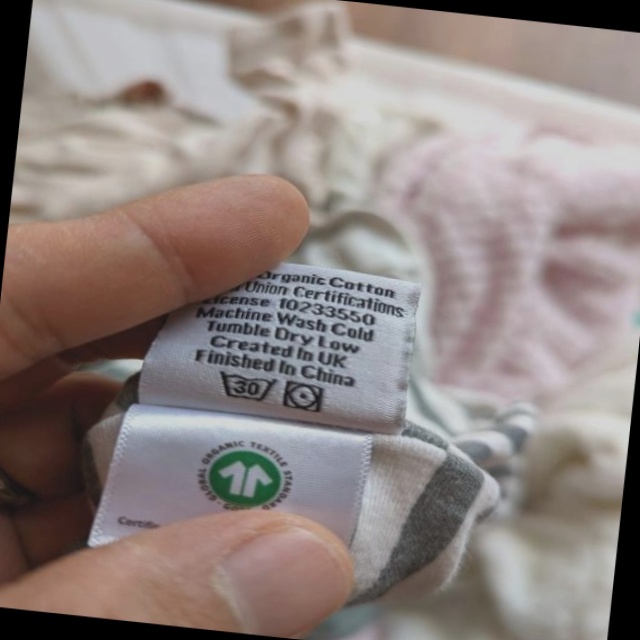 Organic Cotton
Union Certifications
License 10233550
Machine Wash Cold
Tumble Dry Low
Created In UK
Finished In China
30
GLOBAL ORGANIC TEXTILE STANDARD